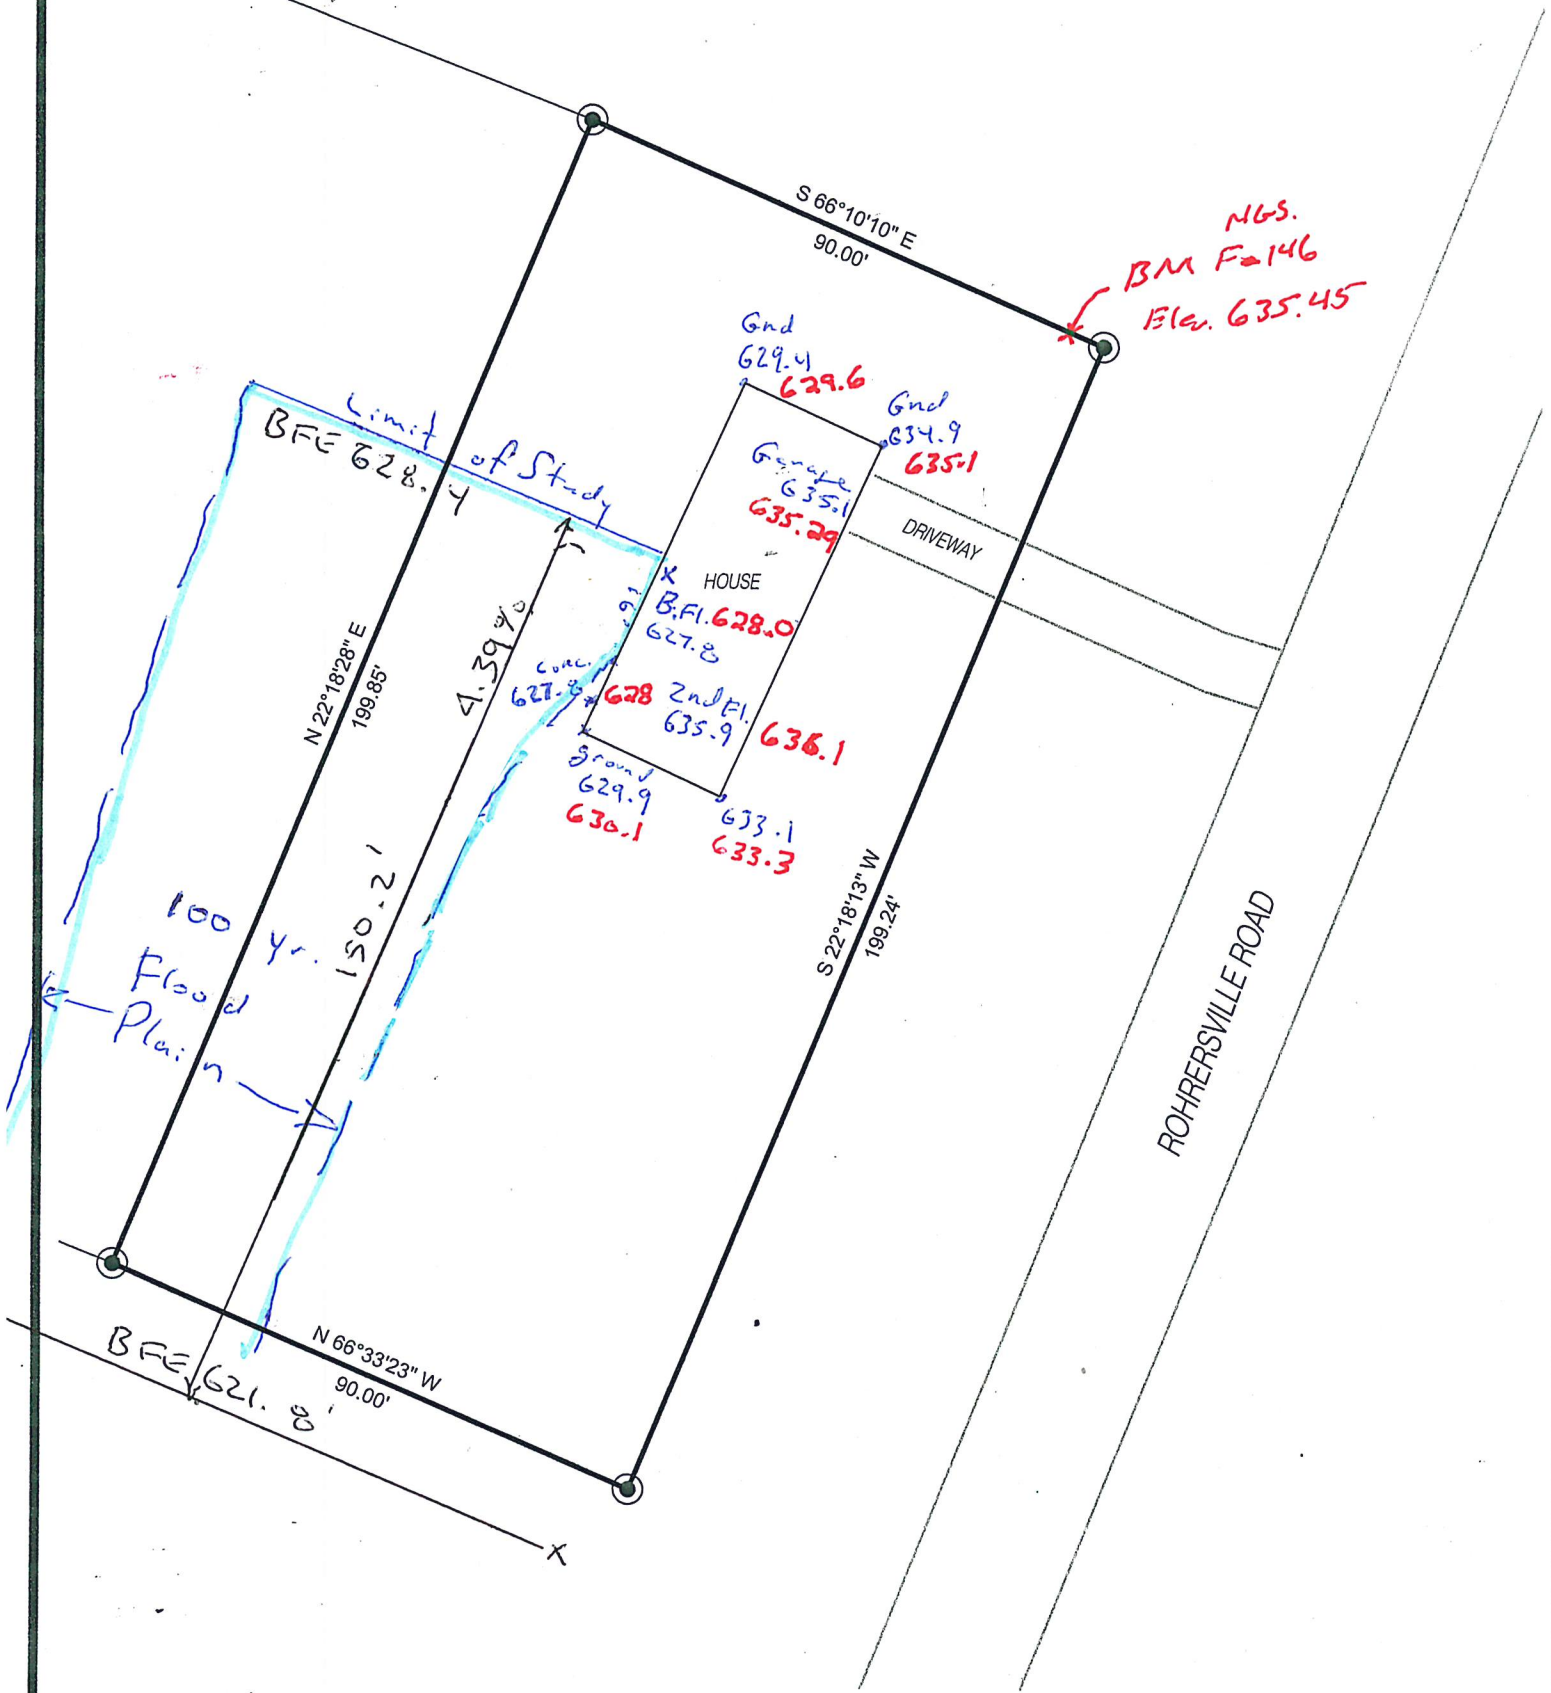 S 66°10'10" E
90.00'
NGS.
BM F-146
Elev. 635.45
Gnd
629.4
629.6
Gnd
634.9
635.1
Limit of Study
BFE 628.4
Garage
635.1
635.29
DRIVEWAY
HOUSE
X
B.Fl. 628.0
627.8
conc.
627.8
628
2nd Fl.
635.9
636.1
ground
629.9
630.1
633.1
633.3
4.39%
N 22°18'28" E
199.85'
150.2'
100 yr.
Flood
Plain
S 22°18'13" W
199.24'
ROHRERSVILLE ROAD
N 66°33'23" W
90.00'
BFE 621.8'
X